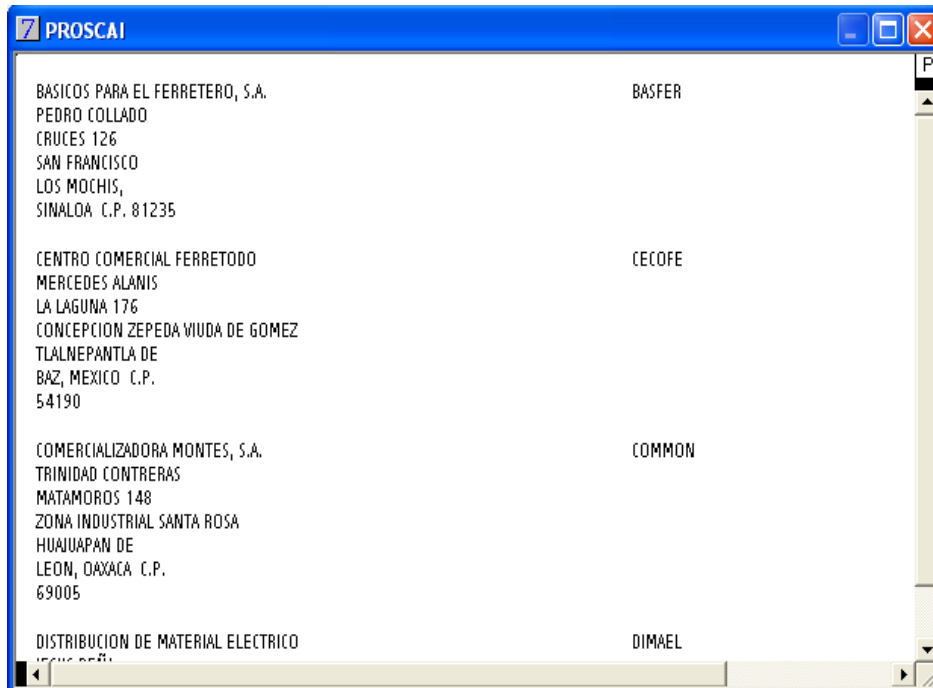 PROSCAI
P
BASICOS PARA EL FERRETERO, S.A. BASFER
PEDRO COLLADO
CRUCES 126
SAN FRANCISCO
LOS MOCHIS,
SINALOA C.P. 81235
CENTRO COMERCIAL FERRETODO CECOFE
MERCEDES ALANIS
LA LAGUNA 176
CONCEPCION ZEPEDA VIUDA DE GOMEZ
TLALNEPANTLA DE
BAZ, MEXICO C.P.
54190
COMERCIALIZADORA MONTES, S.A. COMMON
TRINIDAD CONTRERAS
MATAMOROS 148
ZONA INDUSTRIAL SANTA ROSA
HUAJUAPAN DE
LEON, OAXACA C.P.
69005
DISTRIBUCION DE MATERIAL ELECTRICO DIMAEL